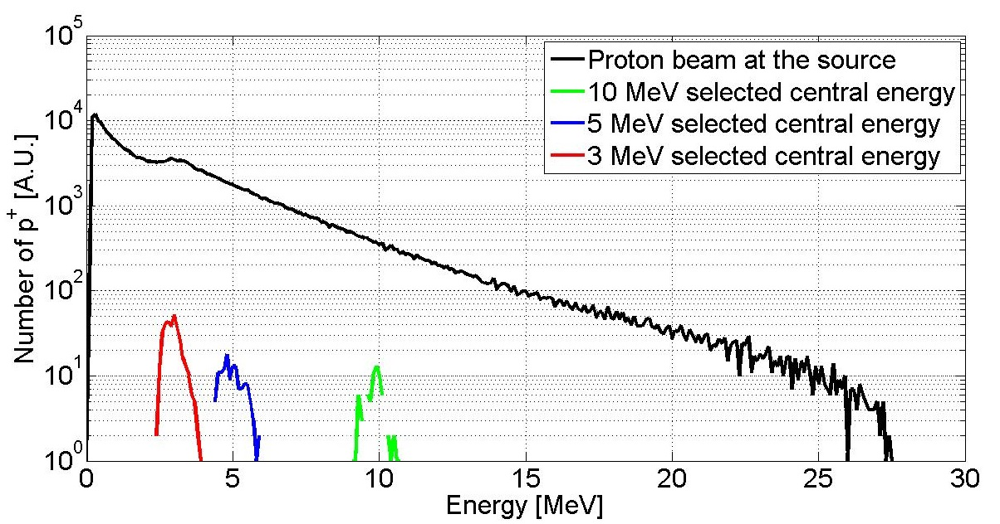 10^5
10^4
10^3
10^2
10^1
10^0
Number of p^+ [A.U.]
Proton beam at the source
10 MeV selected central energy
5 MeV selected central energy
3 MeV selected central energy
0 5 10 15 20 25 30
Energy [MeV]